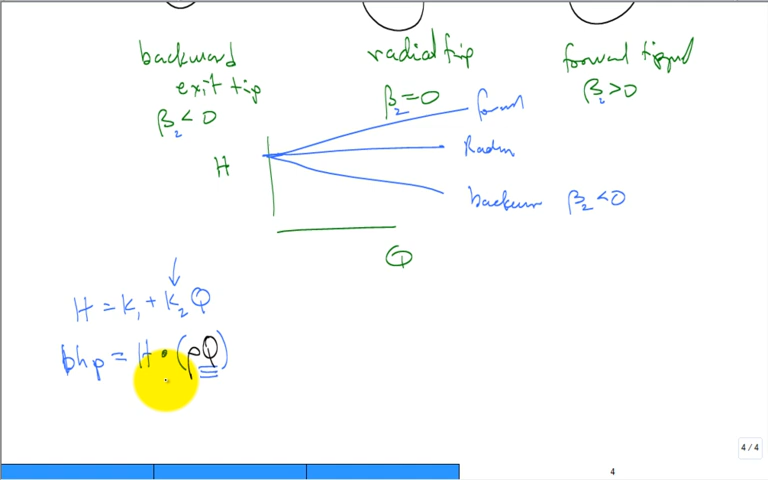 backward
exit tip
β₂ < 0
radial tip
β₂ = 0
forward tipped
β₂ > 0
forward
H
Radial
backward β₂ < 0
Q
H = K₁ + K₂ Q
bhp = H • (ρQ)
4 / 4
4